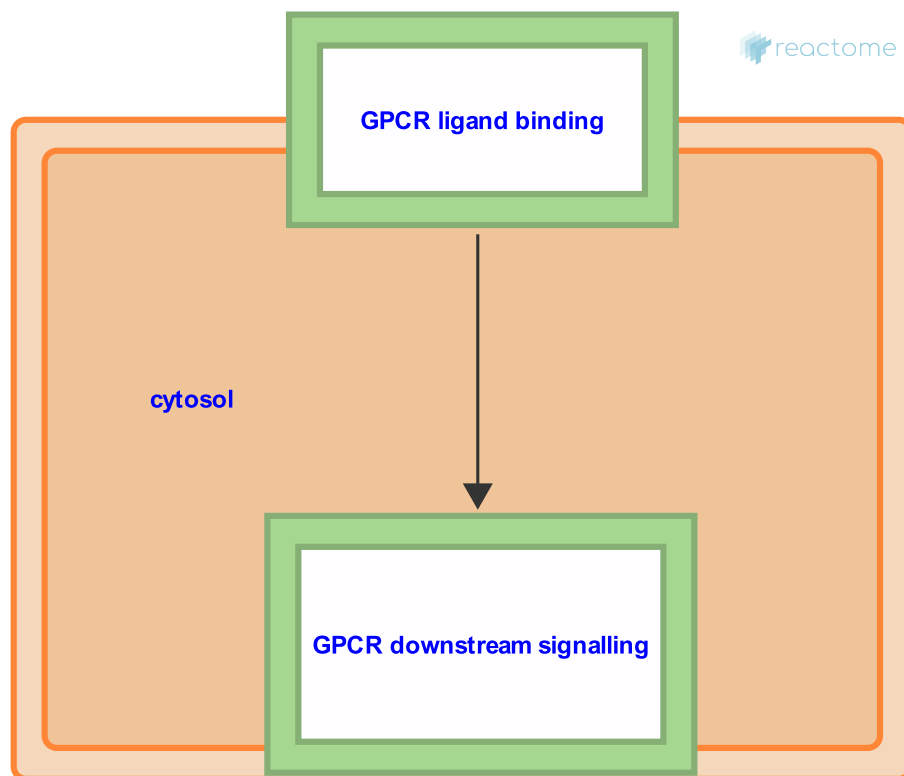 reactome
GPCR ligand binding
cytosol
GPCR downstream signalling